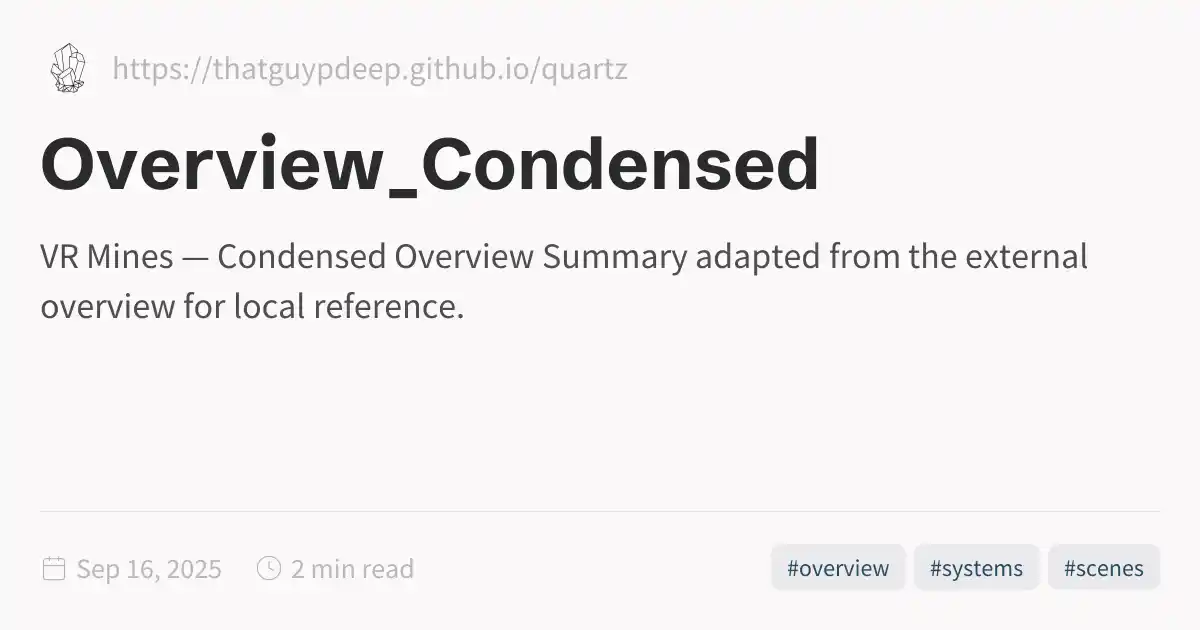 https://thatguypdeep.github.io/quartz
Overview_Condensed
VR Mines — Condensed Overview Summary adapted from the external
overview for local reference.
Sep 16, 2025 2 min read #overview #systems #scenes